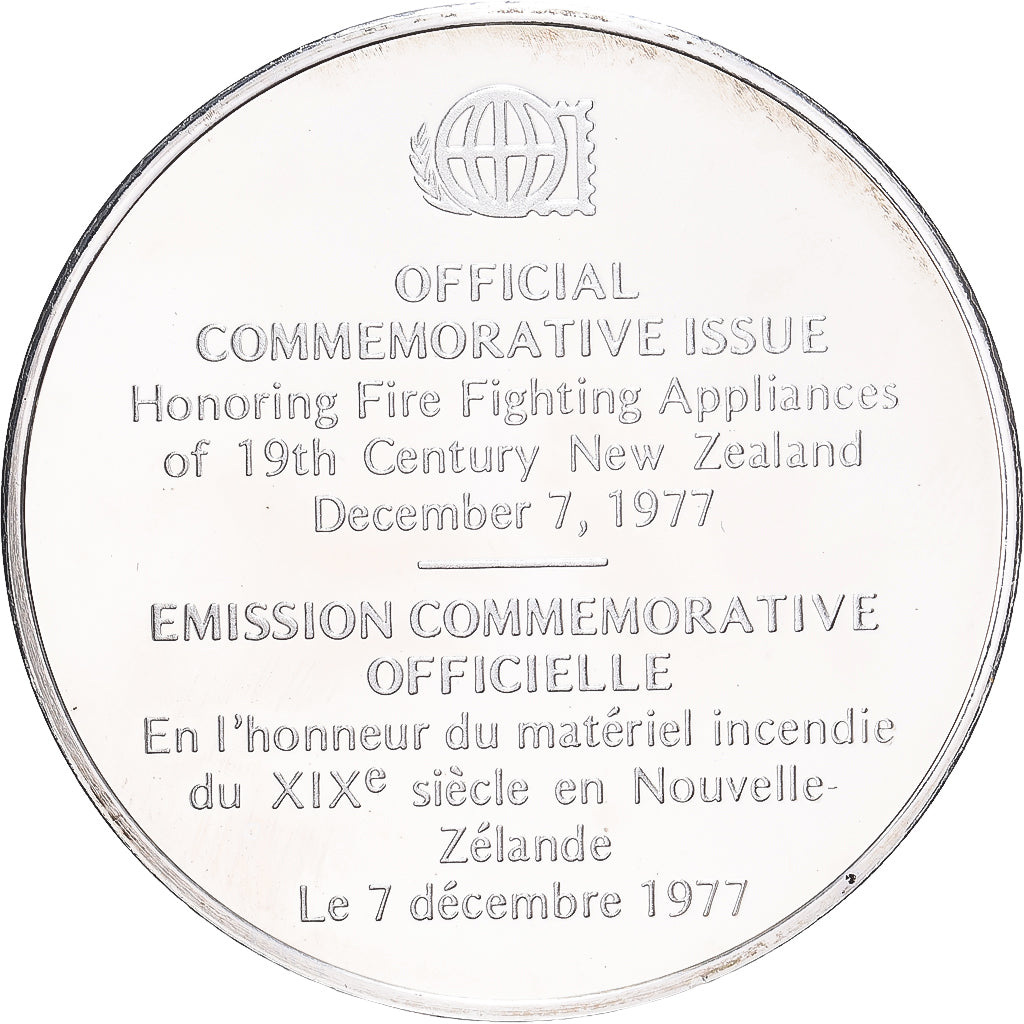 OFFICIAL
COMMEMORATIVE ISSUE
Honoring Fire Fighting Appliances
of 19th Century New Zealand
December 7, 1977
EMISSION COMMEMORATIVE
OFFICIELLE
En l'honneur du matériel incendie
du XIXe siècle en Nouvelle-
Zélande
Le 7 décembre 1977